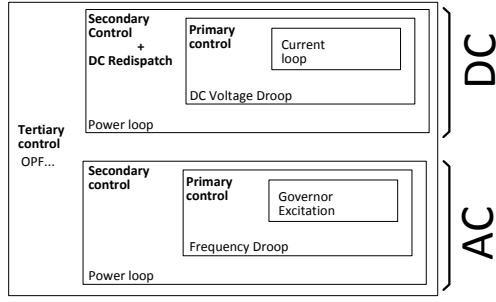 Secondary
Control
+
DC Redispatch
Primary
control
Current
loop
DC Voltage Droop
Power loop
DC
Tertiary
control
OPF...
Secondary
control
Primary
control
Governor
Excitation
Frequency Droop
Power loop
AC